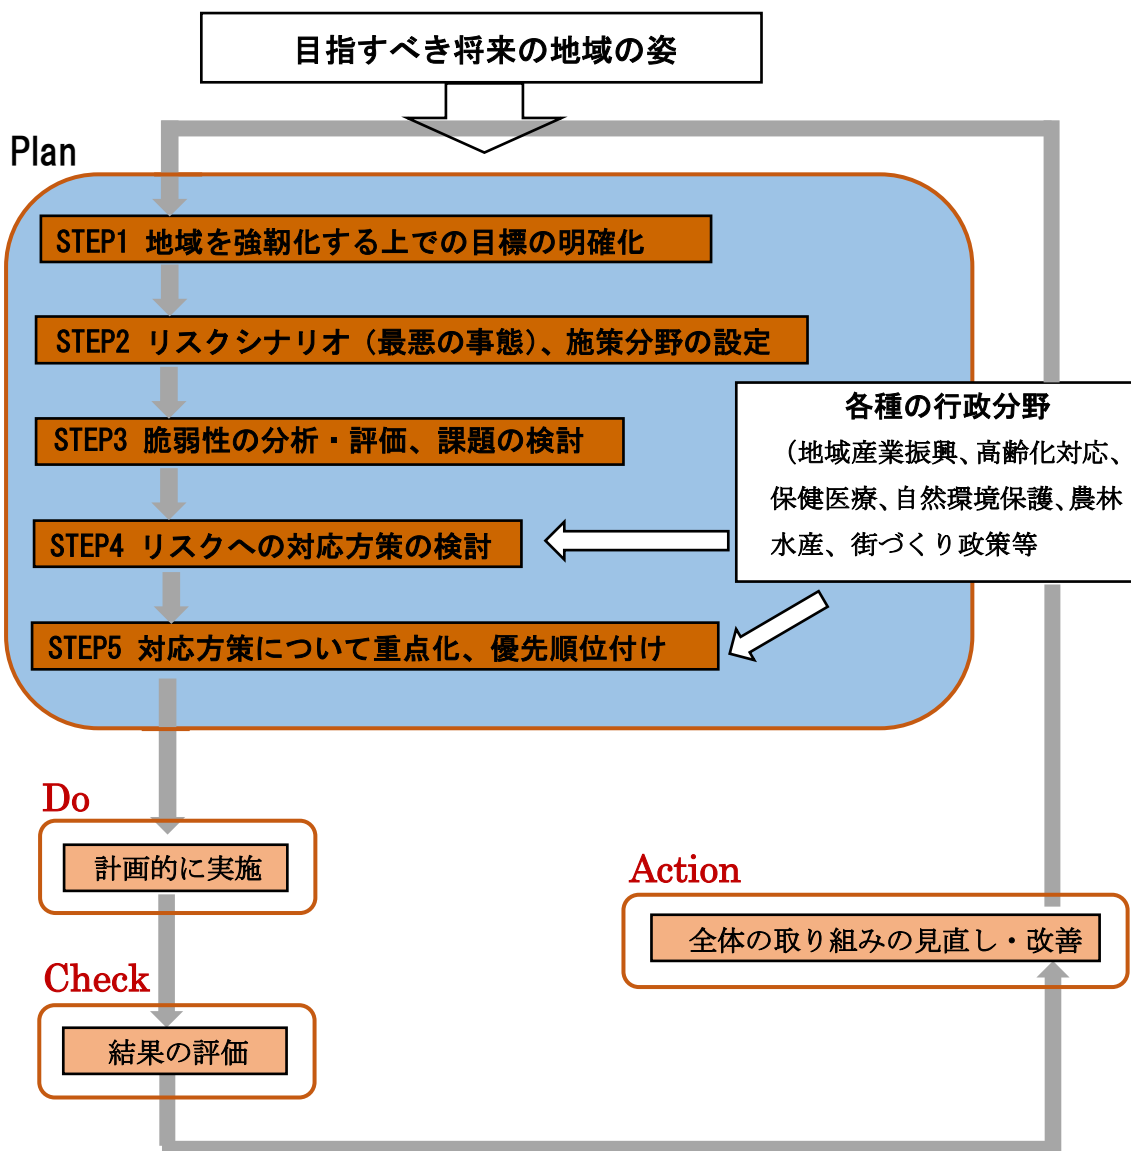 目指すべき将来の地域の姿
Plan
STEP1 地域を強靭化する上での目標の明確化
STEP2 リスクシナリオ（最悪の事態）、施策分野の設定
STEP3 脆弱性の分析・評価、課題の検討
STEP4 リスクへの対応方策の検討
STEP5 対応方策について重点化、優先順位付け
各種の行政分野
（地域産業振興、高齢化対応、
保健医療、自然環境保護、農林
水産、街づくり政策等
Do
計画的に実施
Check
結果の評価
Action
全体の取り組みの見直し・改善